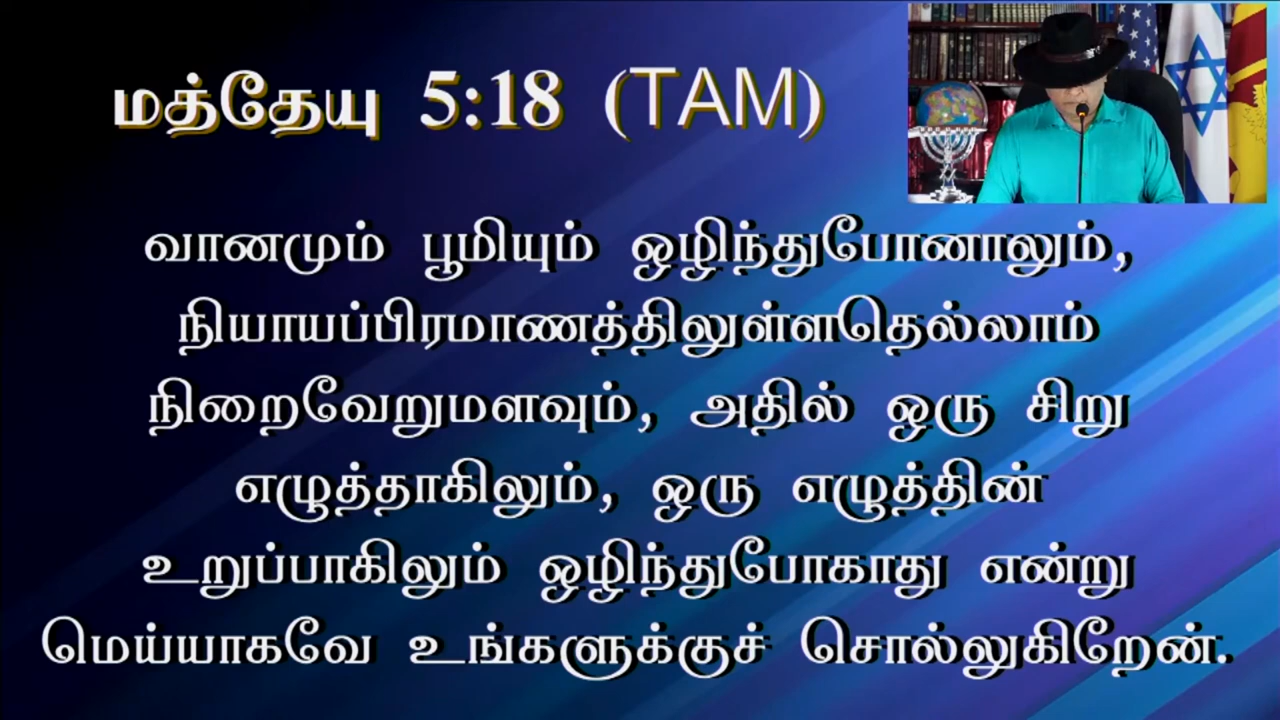 மத்தேயு 5:18 (TAM)
வானமும் பூமியும் ஒழிந்துபோனாலும்,
நியாயப்பிரமாணத்திலுள்ளதெல்லாம்
நிறைவேறுமளவும், அதில் ஒரு சிறு
எழுத்தாகிலும், ஒரு எழுத்தின்
உறுப்பாகிலும் ஒழிந்துபோகாது என்று
மெய்யாகவே உங்களுக்குச் சொல்லுகிறேன்.